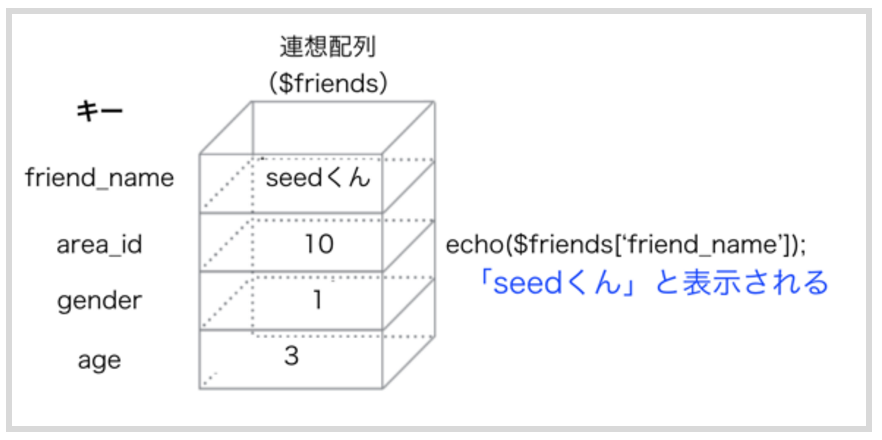 連想配列
（$friends）
キー
friend_name
seedくん
area_id
10
echo($friends[‘friend_name’]);
「seedくん」と表示される
gender
1
age
3